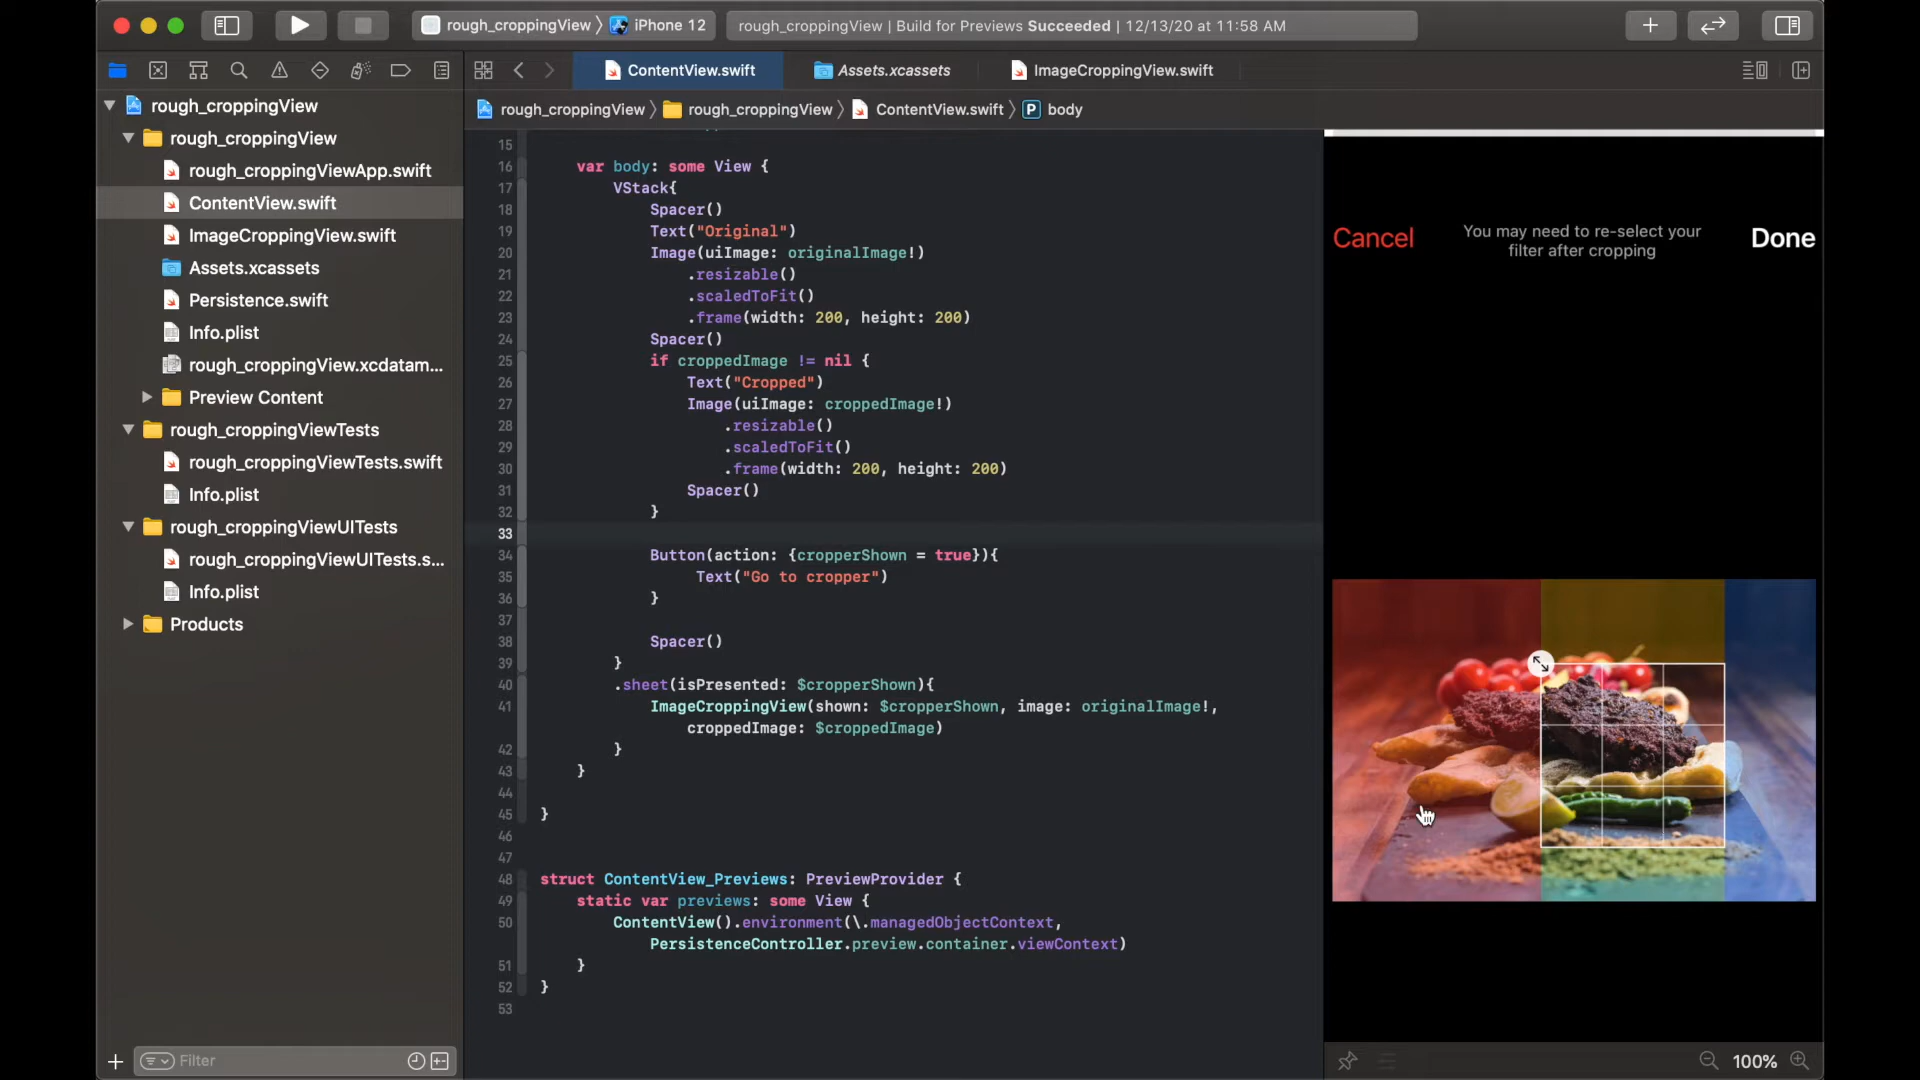 rough_croppingView 〉 iPhone 12
rough_croppingView | Build for Previews Succeeded | 12/13/20 at 11:58 AM
ContentView.swift
Assets.xcassets
ImageCroppingView.swift
rough_croppingView 〉 rough_croppingView 〉 ContentView.swift 〉 P body
rough_croppingView
rough_croppingView
rough_croppingViewApp.swift
ContentView.swift
ImageCroppingView.swift
Assets.xcassets
Persistence.swift
Info.plist
rough_croppingView.xcdatam...
Preview Content
rough_croppingViewTests
rough_croppingViewTests.swift
Info.plist
rough_croppingViewUITests
rough_croppingViewUITests.s...
Info.plist
Products
Filter
15
16 var body: some View {
17 VStack{
18 Spacer()
19 Text("Original")
20 Image(uiImage: originalImage!)
21 .resizable()
22 .scaledToFit()
23 .frame(width: 200, height: 200)
24 Spacer()
25 if croppedImage != nil {
26 Text("Cropped")
27 Image(uiImage: croppedImage!)
28 .resizable()
29 .scaledToFit()
30 .frame(width: 200, height: 200)
31 Spacer()
32 }
33
34 Button(action: {cropperShown = true}){
35 Text("Go to cropper")
36 }
37
38 Spacer()
39 }
40 .sheet(isPresented: $cropperShown){
41 ImageCroppingView(shown: $cropperShown, image: originalImage!,
croppedImage: $croppedImage)
42 }
43 }
44
45 }
46
47
48 struct ContentView_Previews: PreviewProvider {
49 static var previews: some View {
50 ContentView().environment(\.managedObjectContext,
PersistenceController.preview.container.viewContext)
51 }
52 }
53
Cancel
You may need to re-select your
filter after cropping
Done
100%